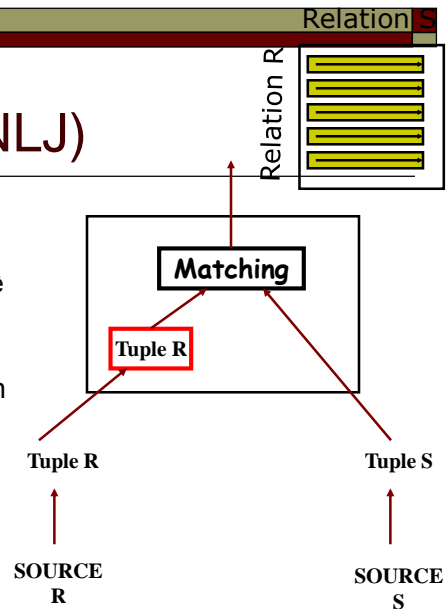 Relation S
Relation R
NLJ)
Matching
Tuple R
Tuple R
Tuple S
SOURCE
R
SOURCE
S